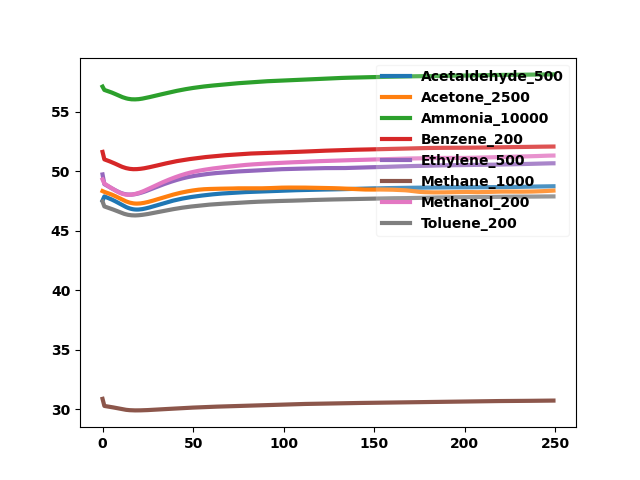 Acetaldehyde_500
Acetone_2500
Ammonia_10000
Benzene_200
Ethylene_500
Methane_1000
Methanol_200
Toluene_200
55
50
45
40
35
30
0 50 100 150 200 250